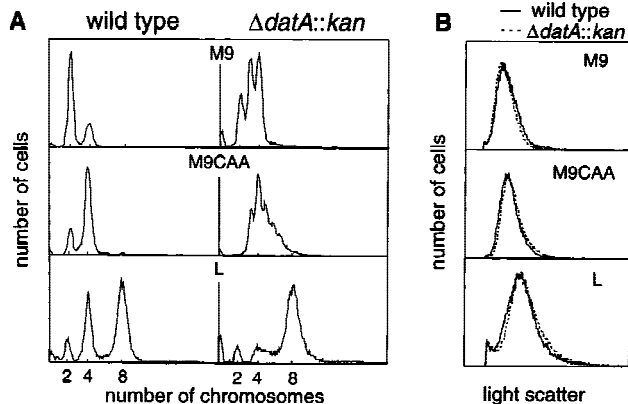 A
wild type
ΔdatA::kan
M9
M9CAA
L
number of cells
2 4 8
2 4 8
number of chromosomes
B
wild type
ΔdatA::kan
M9
M9CAA
L
number of cells
light scatter